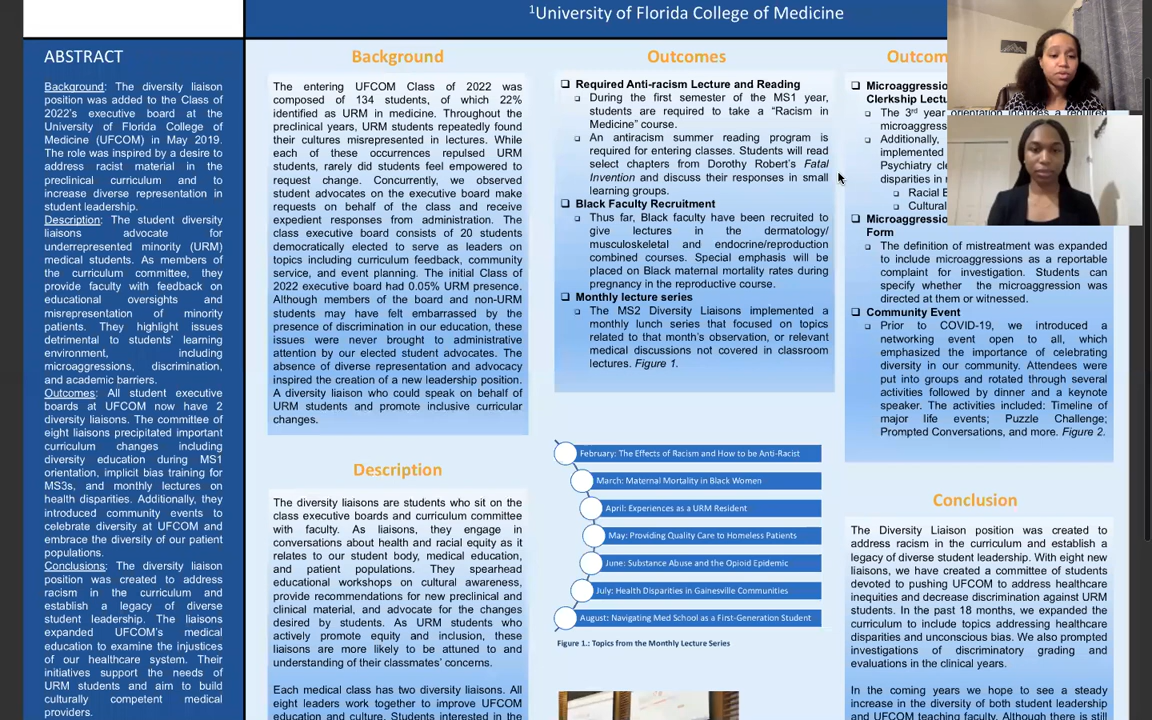 ¹University of Florida College of Medicine
ABSTRACT
Background: The diversity liaison
position was added to the Class of
2022's executive board at the
University of Florida College of
Medicine (UFCOM) in May 2019.
The role was inspired by a desire to
address racist material in the
preclinical curriculum and to
increase diverse representation in
student leadership.
Description: The student diversity
liaisons advocate for
underrepresented minority (URM)
medical students. As members of
the curriculum committee, they
provide faculty with feedback on
educational oversights and
misrepresentation of minority
patients. They highlight issues
detrimental to students' learning
environment, including
microaggressions, discrimination,
and academic barriers.
Outcomes: All student executive
boards at UFCOM now have 2
diversity liaisons. The committee of
eight liaisons precipitated important
curriculum changes including
diversity education during MS1
orientation, implicit bias training for
MS3s, and monthly lectures on
health disparities. Additionally, they
introduced community events to
celebrate diversity at UFCOM and
embrace the diversity of our patient
populations.
Conclusions: The diversity liaison
position was created to address
racism in the curriculum and
establish a legacy of diverse
student leadership. The liaisons
expanded UFCOM's medical
education to examine the injustices
of our healthcare system. Their
initiatives support the needs of
URM students and aim to build
culturally competent medical
providers.
Background
The entering UFCOM Class of 2022 was
composed of 134 students, of which 22%
identified as URM in medicine. Throughout the
preclinical years, URM students repeatedly found
their cultures misrepresented in lectures. While
each of these occurrences repulsed URM
students, rarely did students feel empowered to
request change. Concurrently, we observed
student advocates on the executive board make
requests on behalf of the class and receive
expedient responses from administration. The
class executive board consists of 20 students
democratically elected to serve as leaders on
topics including curriculum feedback, community
service, and event planning. The initial Class of
2022 executive board had 0.05% URM presence.
Although members of the board and non-URM
students may have felt embarrassed by the
presence of discrimination in our education, these
issues were never brought to administrative
attention by our elected student advocates. The
absence of diverse representation and advocacy
inspired the creation of a new leadership position.
A diversity liaison who could speak on behalf of
URM students and promote inclusive curricular
changes.
Description
The diversity liaisons are students who sit on the
class executive boards and curriculum committee
with faculty. As liaisons, they engage in
conversations about health and racial equity as it
relates to our student body, medical education,
and patient populations. They spearhead
educational workshops on cultural awareness,
provide recommendations for new preclinical and
clinical material, and advocate for the changes
desired by students. As URM students who
actively promote equity and inclusion, these
liaisons are more likely to be attuned to and
understanding of their classmates' concerns.
Each medical class has two diversity liaisons. All
eight leaders work together to improve UFCOM
education and culture. Students interested in the
Outcomes
❑ Required Anti-racism Lecture and Reading
❑ During the first semester of the MS1 year,
students are required to take a "Racism in
Medicine" course.
❑ An antiracism summer reading program is
required for entering classes. Students will read
select chapters from Dorothy Robert's Fatal
Invention and discuss their responses in small
learning groups.
❑ Black Faculty Recruitment
❑ Thus far, Black faculty have been recruited to
give lectures in the dermatology/
musculoskeletal and endocrine/reproduction
combined courses. Special emphasis will be
placed on Black maternal mortality rates during
pregnancy in the reproductive course.
❑ Monthly lecture series
❑ The MS2 Diversity Liaisons implemented a
monthly lunch series that focused on topics
related to that month's observation, or relevant
medical discussions not covered in classroom
lectures. Figure 1.
February: The Effects of Racism and How to be Anti-Racist
March: Maternal Mortality in Black Women
April: Experiences as a URM Resident
May: Providing Quality Care to Homeless Patients
June: Substance Abuse and the Opioid Epidemic
July: Health Disparities in Gainesville Communities
August: Navigating Med School as a First-Generation Student
Figure 1.: Topics from the Monthly Lecture Series
Outcom
❑ Microaggressio
Clerkship Lectu
❑ The 3rd year orientation includes a required
microaggress
❑ Additionally,
implemented
Psychiatry cle
disparities in r
❑ Racial B
❑ Cultural
❑ Microaggression
Form
❑ The definition of mistreatment was expanded
to include microaggressions as a reportable
complaint for investigation. Students can
specify whether the microaggression was
directed at them or witnessed.
❑ Community Event
❑ Prior to COVID-19, we introduced a
networking event open to all, which
emphasized the importance of celebrating
diversity in our community. Attendees were
put into groups and rotated through several
activities followed by dinner and a keynote
speaker. The activities included: Timeline of
major life events; Puzzle Challenge;
Prompted Conversations, and more. Figure 2.
Conclusion
The Diversity Liaison position was created to
address racism in the curriculum and establish a
legacy of diverse student leadership. With eight new
liaisons, we have created a committee of students
devoted to pushing UFCOM to address healthcare
inequities and decrease discrimination against URM
students. In the past 18 months, we expanded the
curriculum to include topics addressing healthcare
disparities and unconscious bias. We also prompted
investigations of discriminatory grading and
evaluations in the clinical years.
In the coming years we hope to see a steady
increase in the diversity of both student leadership
and UFCOM teaching faculty. Although there is still